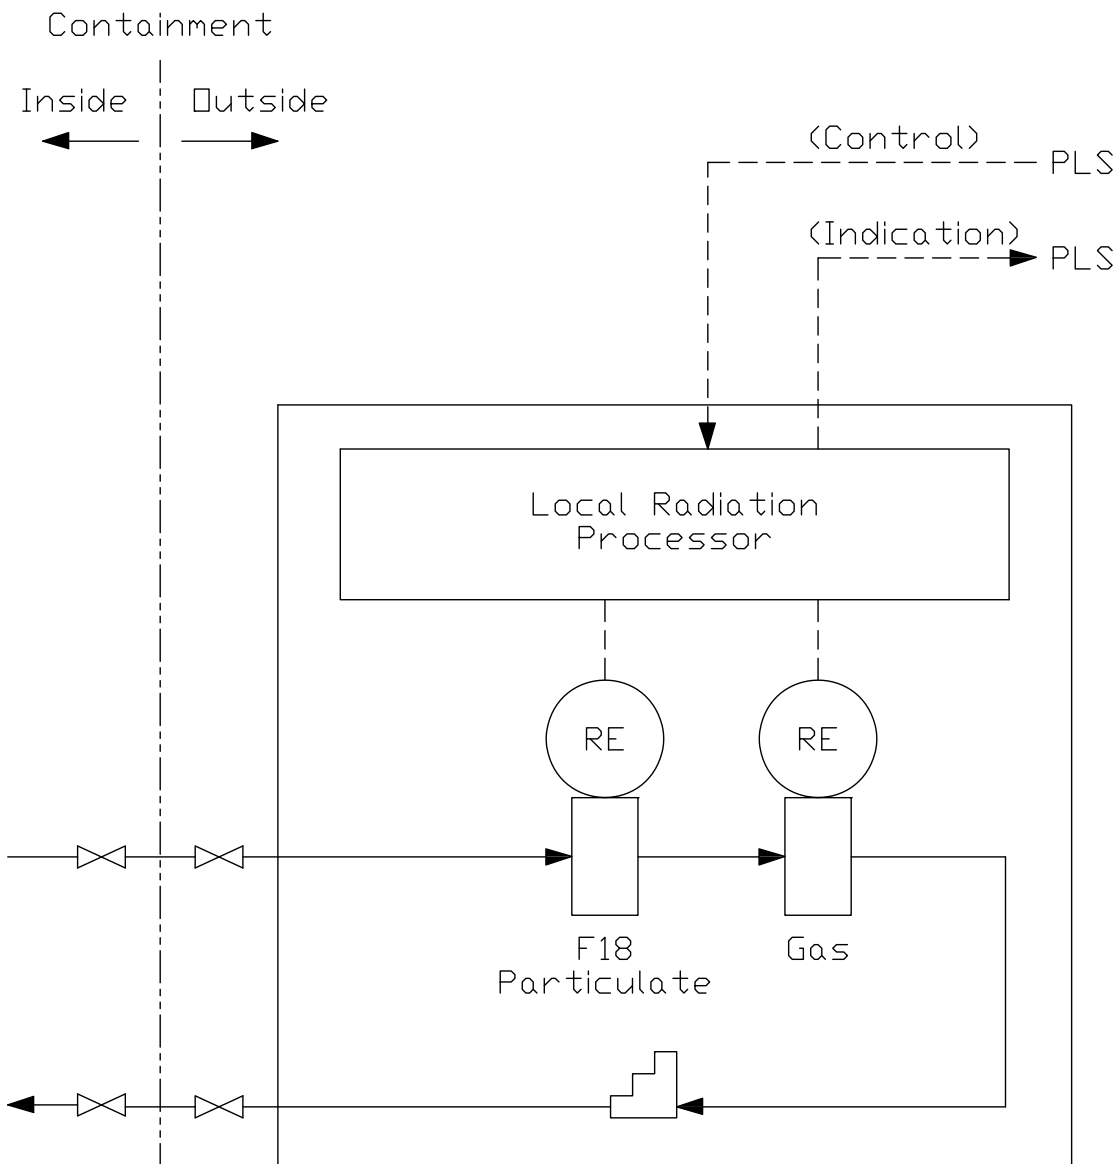 Containment
Inside
Outside
(Control)
PLS
(Indication)
PLS
Local Radiation
Processor
RE
RE
F18
Particulate
Gas